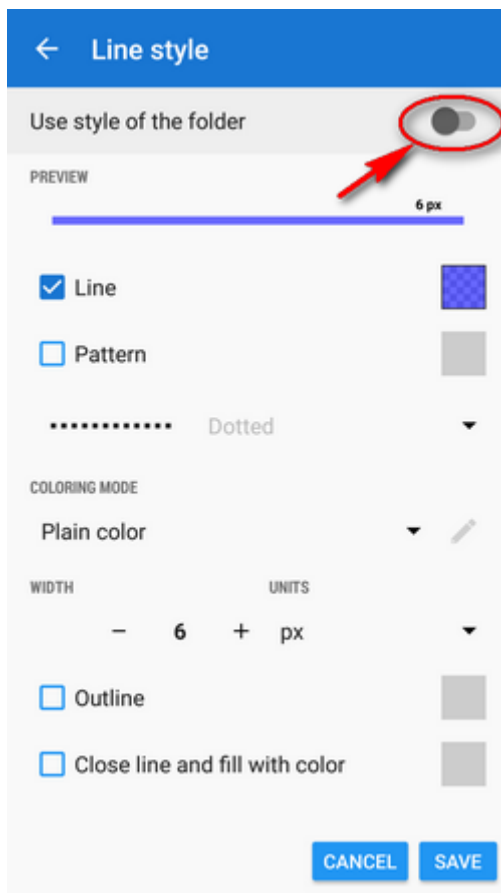 Line style
Use style of the folder
PREVIEW
6 px
Line
Pattern
Dotted
COLORING MODE
Plain color
WIDTH UNITS
− 6 + px
Outline
Close line and fill with color
CANCEL SAVE